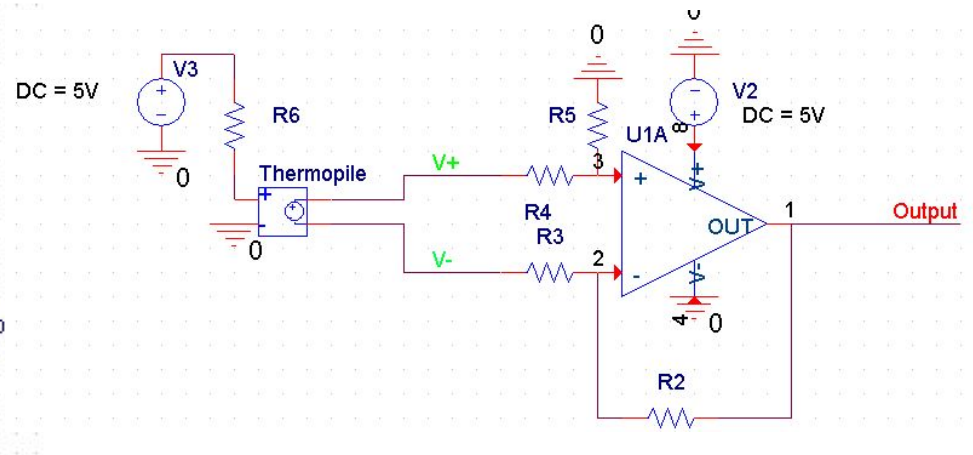 V3
DC = 5V
0
R6
Thermopile
+
-
0
V+
V-
0
R5
R4
R3
3
2
U1A
+
-
OUT
V+
V-
8
4
0
0
V2
DC = 5V
1
Output
R2